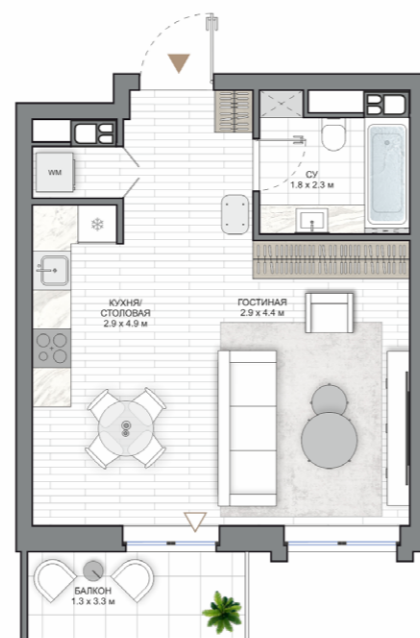 WM
СУ
1.8 x 2.3 м
КУХНЯ/
СТОЛОВАЯ
2.9 x 4.9 м
ГОСТИНАЯ
2.9 x 4.4 м
БАЛКОН
1.3 x 3.3 м